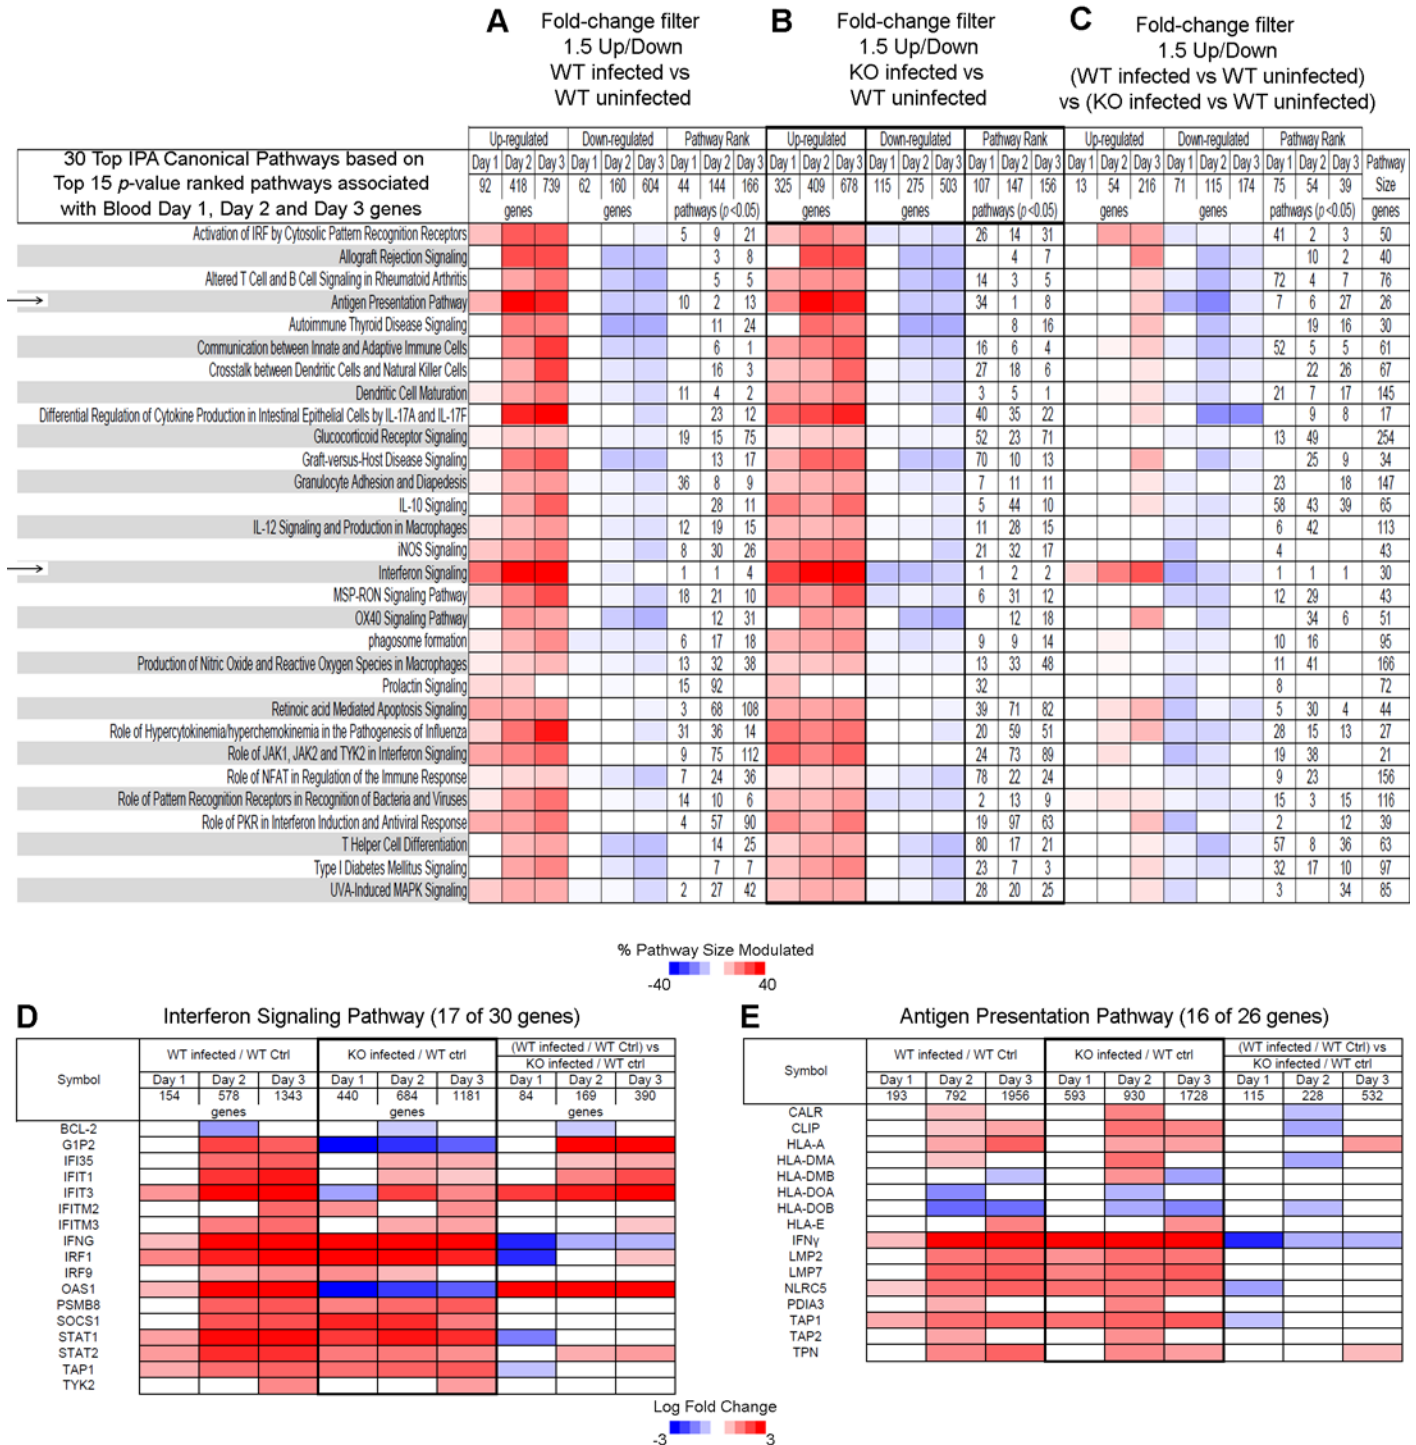 A Fold-change filter
1.5 Up/Down
WT infected vs
WT uninfected
B Fold-change filter
1.5 Up/Down
KO infected vs
WT uninfected
C Fold-change filter
1.5 Up/Down
(WT infected vs WT uninfected)
vs (KO infected vs WT uninfected)
Up-regulated Down-regulated Pathway Rank Up-regulated Down-regulated Pathway Rank Up-regulated Down-regulated Pathway Rank
30 Top IPA Canonical Pathways based on
Top 15 p-value ranked pathways associated
with Blood Day 1, Day 2 and Day 3 genes
Day 1 Day 2 Day 3 Day 1 Day 2 Day 3 Day 1 Day 2 Day 3 Day 1 Day 2 Day 3 Day 1 Day 2 Day 3 Day 1 Day 2 Day 3 Day 1 Day 2 Day 3 Day 1 Day 2 Day 3 Day 1 Day 2 Day 3 Pathway
92 418 739 62 160 604 44 144 166 325 409 678 115 275 503 107 147 156 13 54 216 71 115 174 75 54 39 Size
genes genes pathways (p<0.05) genes genes pathways (p<0.05) genes genes pathways (p<0.05) genes
Activation of IRF by Cytosolic Pattern Recognition Receptors 5 9 21 26 14 31 41 2 3 50
Allograft Rejection Signaling 3 8 4 7 10 2 40
Altered T Cell and B Cell Signaling in Rheumatoid Arthritis 5 5 14 3 5 72 4 7 76
Antigen Presentation Pathway 10 2 13 34 1 8 7 6 27 26
Autoimmune Thyroid Disease Signaling 11 24 8 16 19 16 30
Communication between Innate and Adaptive Immune Cells 6 1 16 6 4 52 5 5 61
Crosstalk between Dendritic Cells and Natural Killer Cells 16 3 27 18 6 22 26 67
Dendritic Cell Maturation 11 4 2 3 5 1 21 7 17 145
Differential Regulation of Cytokine Production in Intestinal Epithelial Cells by IL-17A and IL-17F 23 12 40 35 22 9 8 17
Glucocorticoid Receptor Signaling 19 15 75 52 23 71 13 49 254
Graft-versus-Host Disease Signaling 13 17 70 10 13 25 9 34
Granulocyte Adhesion and Diapedesis 36 8 9 7 11 11 23 18 147
IL-10 Signaling 28 11 5 44 10 58 43 39 65
IL-12 Signaling and Production in Macrophages 12 19 15 11 28 15 6 42 113
iNOS Signaling 8 30 26 21 32 17 4 43
Interferon Signaling 1 1 4 1 2 2 1 1 1 30
MSP-RON Signaling Pathway 18 21 10 6 31 12 12 29 43
OX40 Signaling Pathway 12 31 12 18 34 6 51
phagosome formation 6 17 18 9 9 14 10 16 95
Production of Nitric Oxide and Reactive Oxygen Species in Macrophages 13 32 38 13 33 48 11 41 166
Prolactin Signaling 15 92 32 8 72
Retinoic acid Mediated Apoptosis Signaling 3 68 108 39 71 82 5 30 4 44
Role of Hypercytokinemia/hyperchemokinemia in the Pathogenesis of Influenza 31 36 14 20 59 51 28 15 13 27
Role of JAK1, JAK2 and TYK2 in Interferon Signaling 9 75 112 24 73 89 19 38 21
Role of NFAT in Regulation of the Immune Response 7 24 36 78 22 24 9 23 156
Role of Pattern Recognition Receptors in Recognition of Bacteria and Viruses 14 10 6 2 13 9 15 3 15 116
Role of PKR in Interferon Induction and Antiviral Response 4 57 90 19 97 63 2 12 39
T Helper Cell Differentiation 14 25 80 17 21 57 8 36 63
Type I Diabetes Mellitus Signaling 7 7 23 7 3 32 17 10 97
UVA-Induced MAPK Signaling 2 27 42 28 20 25 3 34 85
% Pathway Size Modulated
-40 40
D Interferon Signaling Pathway (17 of 30 genes)
Symbol
WT infected / WT Ctrl KO infected / WT ctrl (WT infected / WT Ctrl) vs
KO infected / WT ctrl
Day 1 Day 2 Day 3 Day 1 Day 2 Day 3 Day 1 Day 2 Day 3
154 578 1343 440 684 1181 84 169 390
genes genes genes
BCL-2
G1P2
IFI35
IFIT1
IFIT3
IFITM2
IFITM3
IFNG
IRF1
IRF9
OAS1
PSMB8
SOCS1
STAT1
STAT2
TAP1
TYK2
E Antigen Presentation Pathway (16 of 26 genes)
Symbol
WT infected / WT Ctrl KO infected / WT ctrl (WT infected / WT Ctrl) vs
KO infected / WT ctrl
Day 1 Day 2 Day 3 Day 1 Day 2 Day 3 Day 1 Day 2 Day 3
193 792 1956 593 930 1728 115 228 532
CALR
CLIP
HLA-A
HLA-DMA
HLA-DMB
HLA-DOA
HLA-DOB
HLA-E
IFNγ
LMP2
LMP7
NLRC5
PDIA3
TAP1
TAP2
TPN
Log Fold Change
-3 3